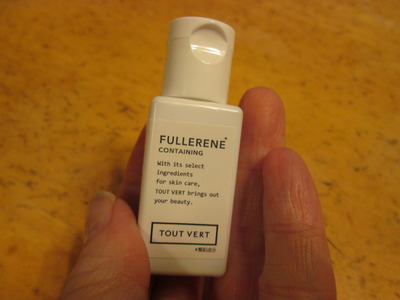 FULLERENE*
CONTAINING
With its select
ingredients
for skin care,
TOUT VERT brings out
your beauty.
TOUT VERT